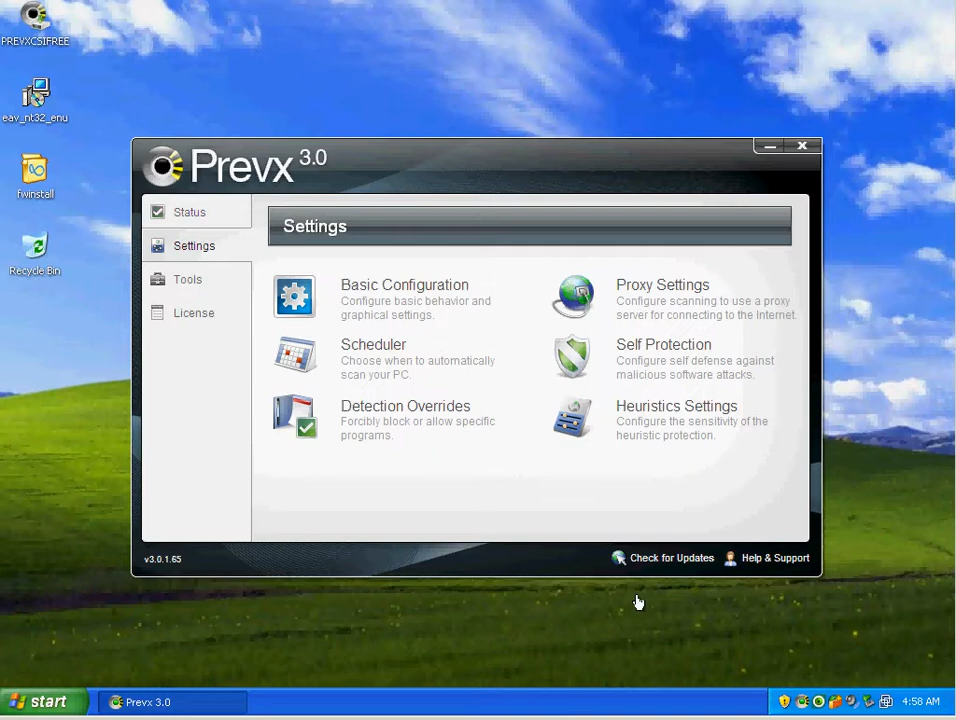 PREVXCSIFREE
eav_nt32_enu
fwinstall
Recycle Bin
Prevx 3.0
Status
Settings
Tools
License
Settings
Basic Configuration
Configure basic behavior and
graphical settings.
Proxy Settings
Configure scanning to use a proxy
server for connecting to the Internet.
Scheduler
Choose when to automatically
scan your PC.
Self Protection
Configure self defense against
malicious software attacks.
Detection Overrides
Forcibly block or allow specific
programs.
Heuristics Settings
Configure the sensitivity of the
heuristic protection.
v3.0.1.65
Check for Updates
Help & Support
start
Prevx 3.0
4:58 AM